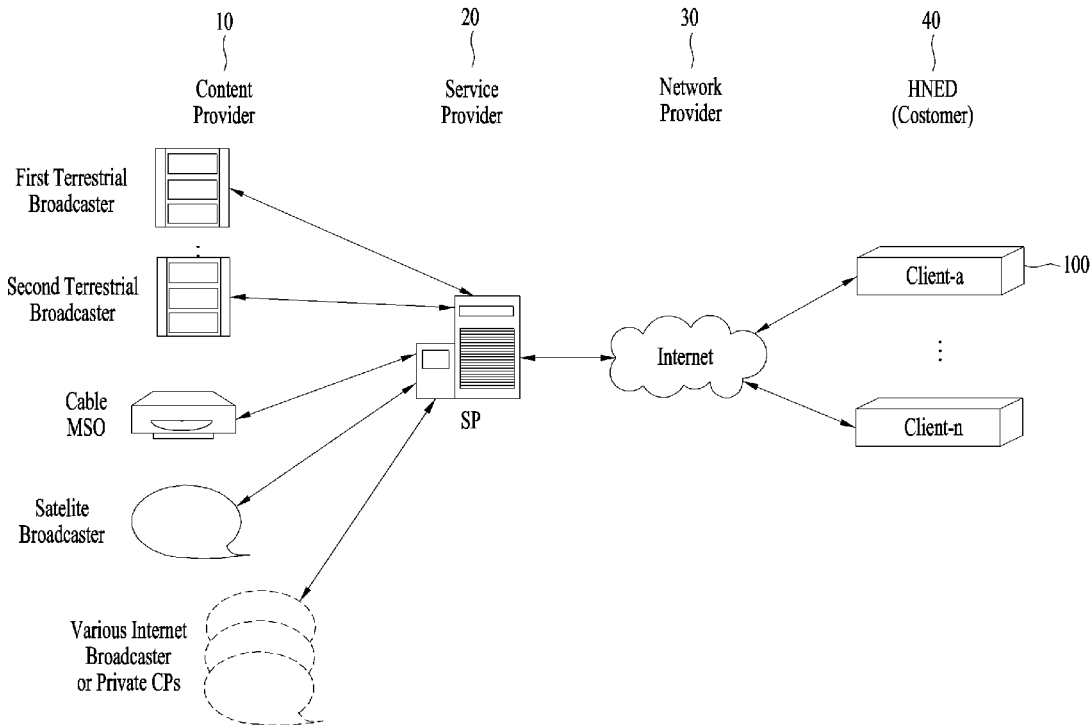 10
20
30
40
Content
Provider
Service
Provider
Network
Provider
HNED
(Costomer)
First Terrestrial
Broadcaster
Second Terrestrial
Broadcaster
Client-a
100
Internet
Cable
MSO
SP
Client-n
Satelite
Broadcaster
Various Internet
Broadcaster
or Private CPs